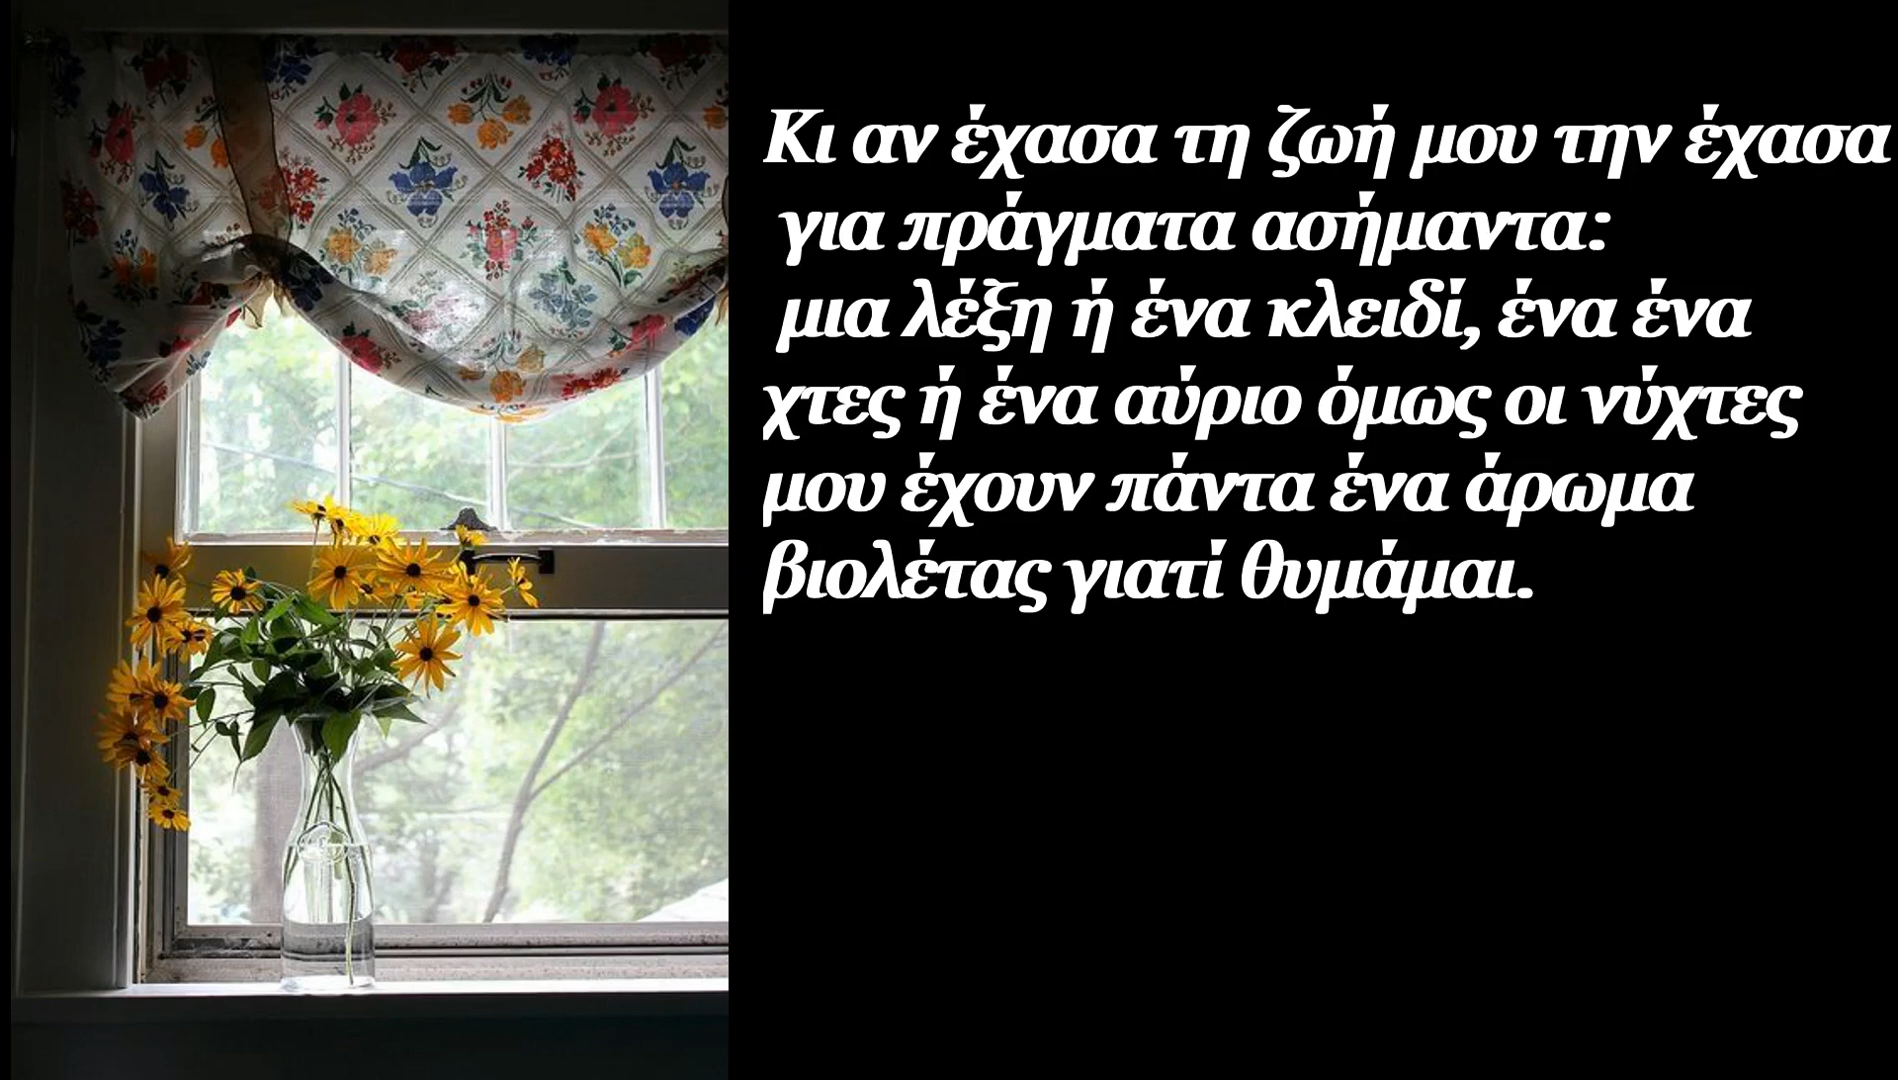 Κι αν έχασα τη ζωή μου την έχασα
για πράγματα ασήμαντα:
μια λέξη ή ένα κλειδί, ένα ένα
χτες ή ένα αύριο όμως οι νύχτες
μου έχουν πάντα ένα άρωμα
βιολέτας γιατί θυμάμαι.